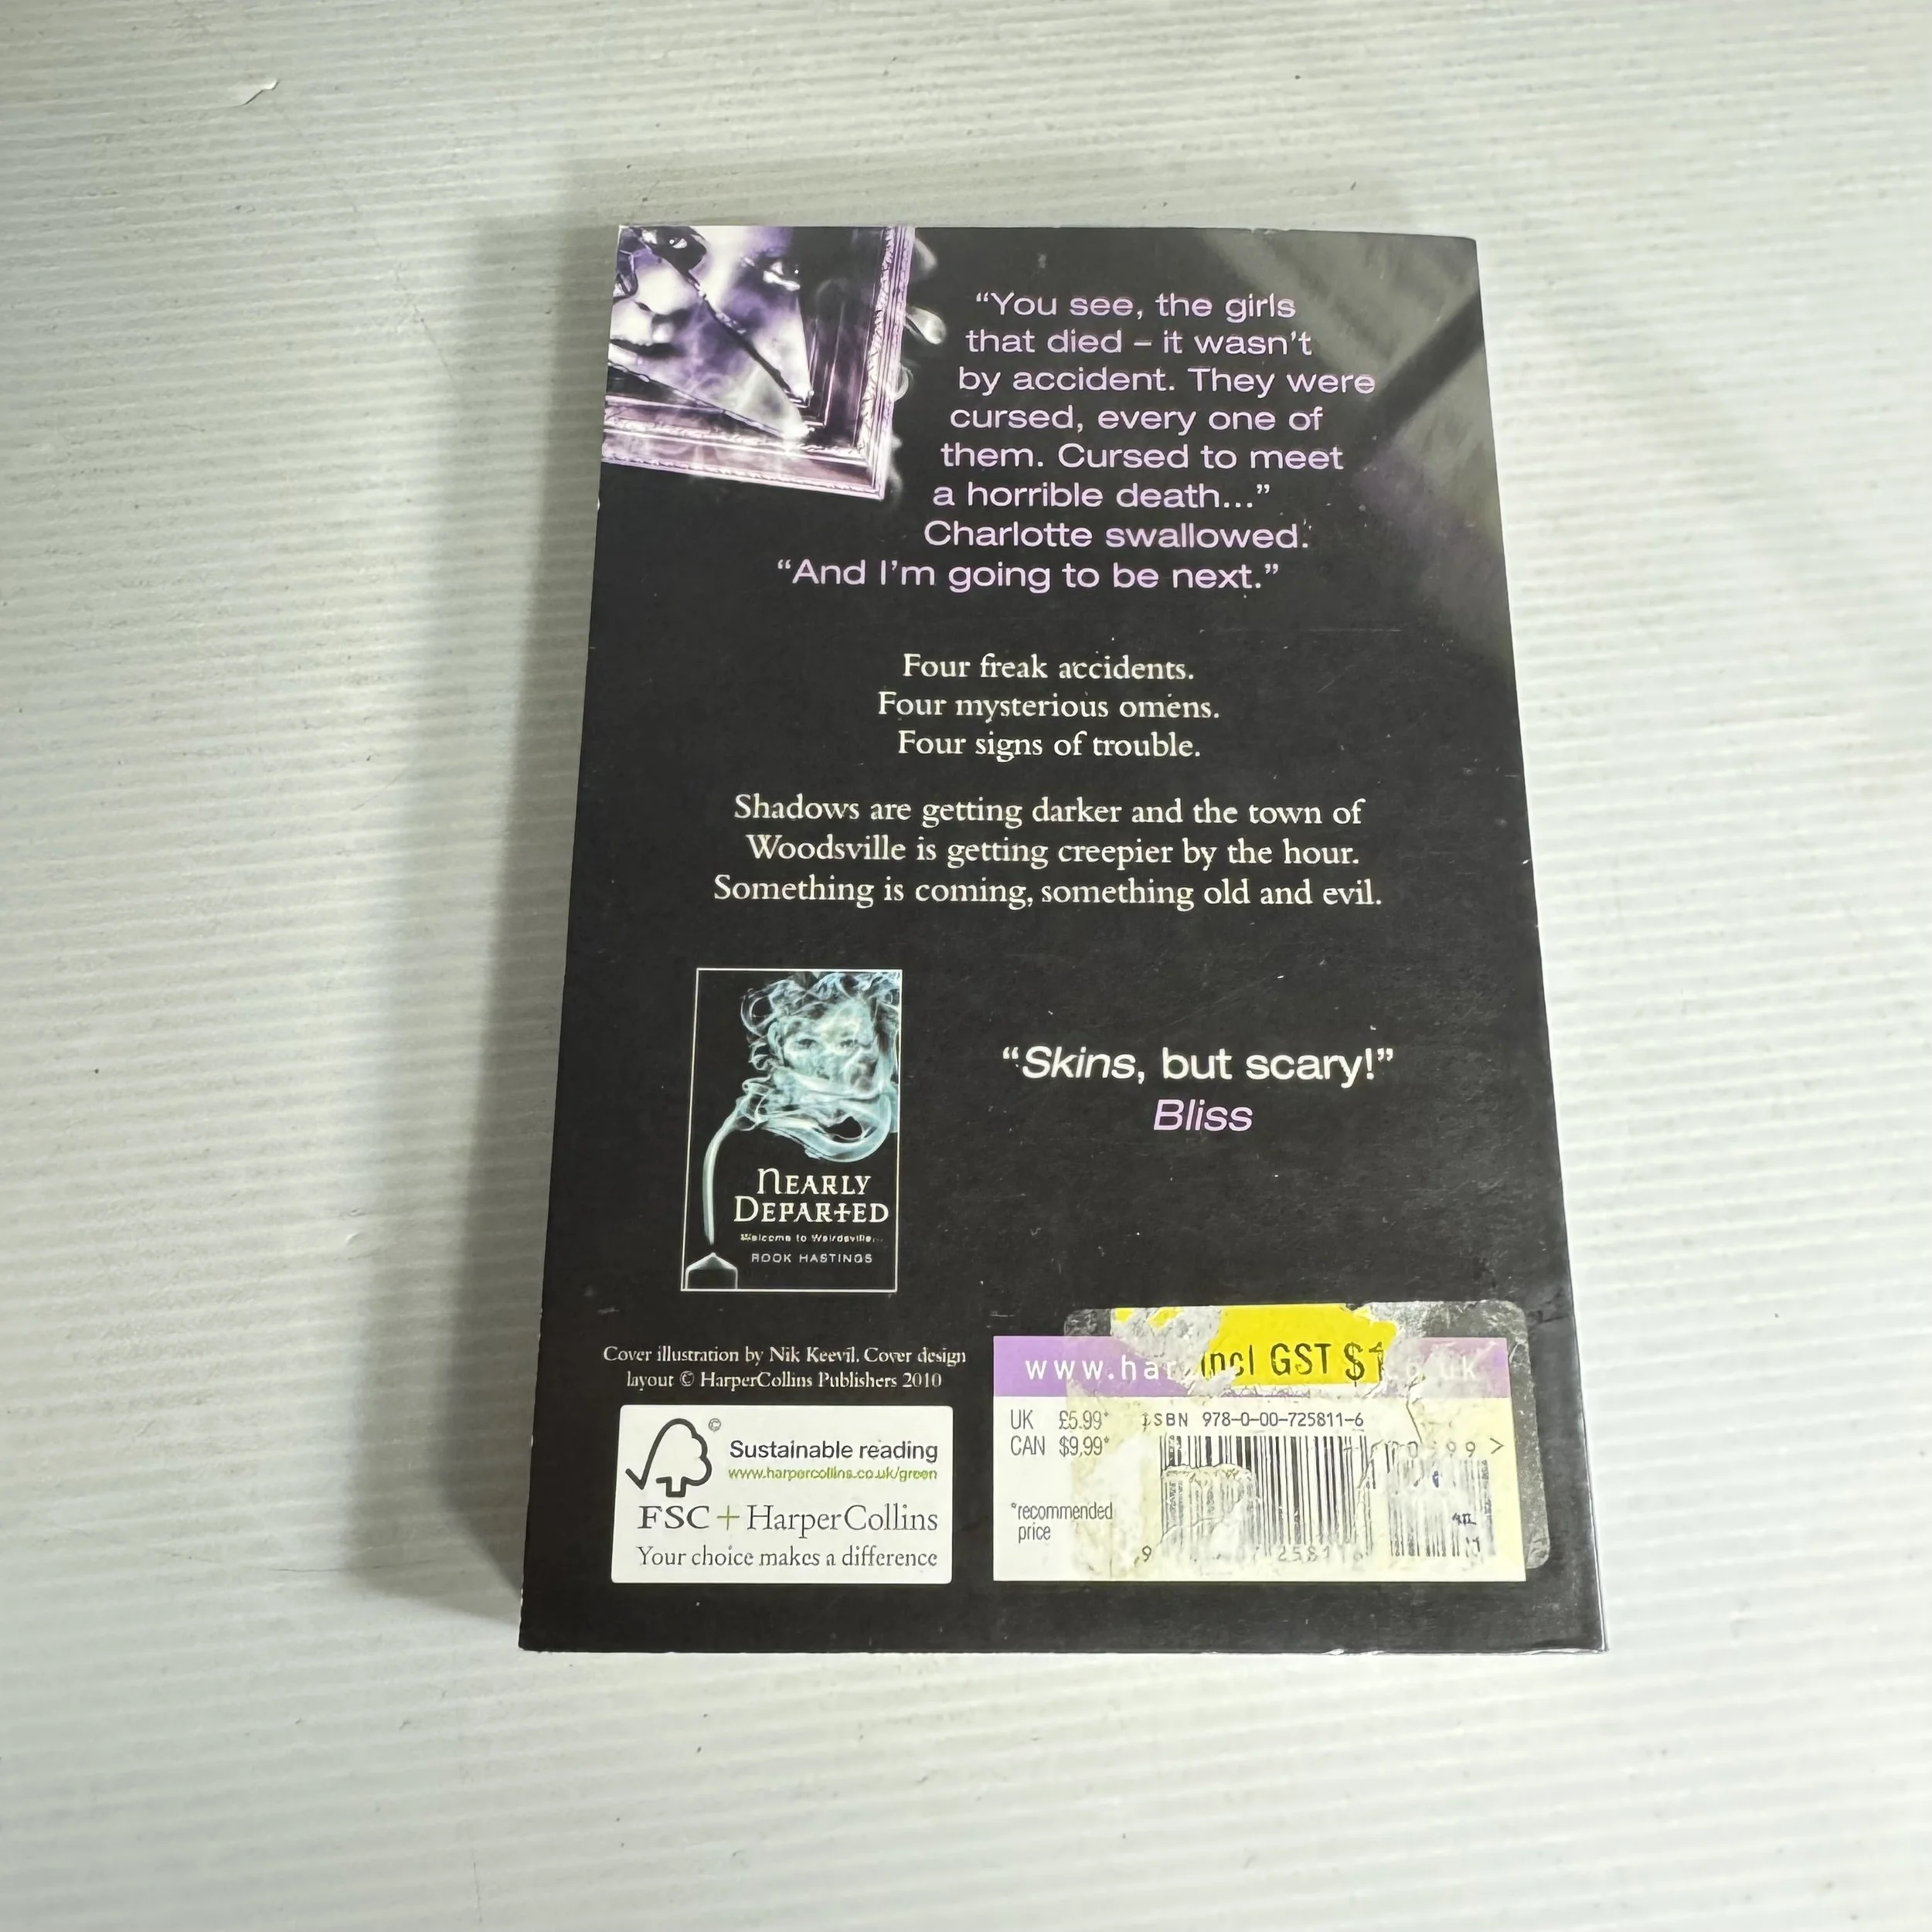 “You see, the girls
that died – it wasn’t
by accident. They were
cursed, every one of
them. Cursed to meet
a horrible death...”
Charlotte swallowed.
“And I’m going to be next.”
Four freak accidents.
Four mysterious omens.
Four signs of trouble.
Shadows are getting darker and the town of
Woodsville is getting creepier by the hour.
Something is coming, something old and evil.
NEARLY
DEPARTED
Welcome to Weirdsville...
ROOK HASTINGS
“Skins, but scary!”
Bliss
Cover illustration by Nik Keevil. Cover design
layout © HarperCollins Publishers 2010
©
Sustainable reading
www.harpercollins.co.uk/green
FSC + HarperCollins
Your choice makes a difference
incl GST $1
UK £5.99*
CAN $9,99*
ISBN 978-0-00-725811-6
*recommended
price